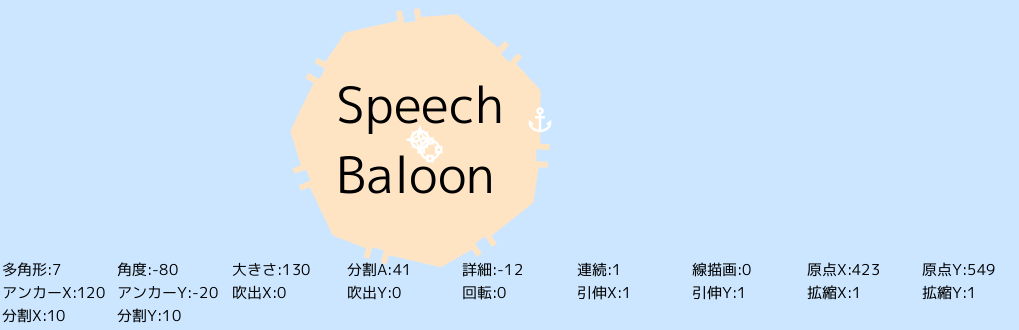 Speech
Baloon
多角形:7 角度:-80 大きさ:130 分割A:41 詳細:-12 連続:1 線描画:0 原点X:423 原点Y:549
アンカーX:120 アンカーY:-20 吹出X:0 吹出Y:0 回転:0 引伸X:1 引伸Y:1 拡縮X:1 拡縮Y:1
分割X:10 分割Y:10